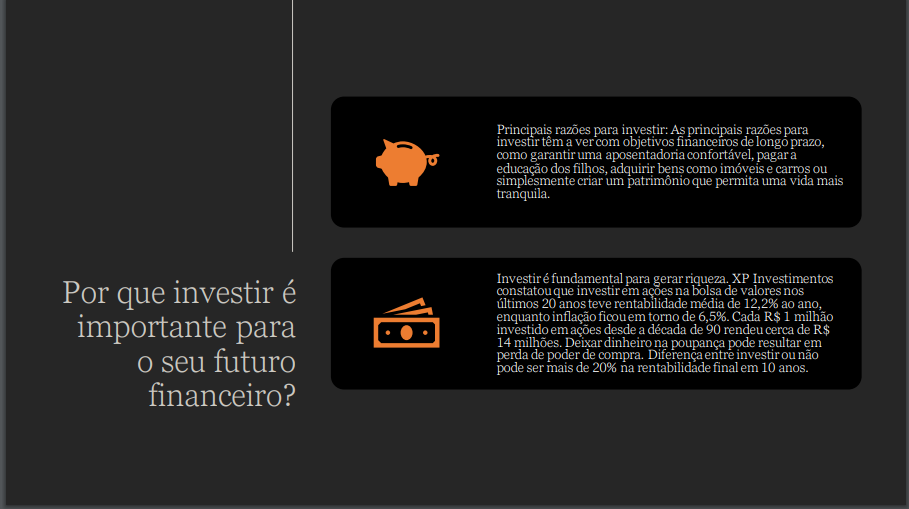 Por que investir é
importante para
o seu futuro
financeiro?
Principais razões para investir: As principais razões para
investir têm a ver com objetivos financeiros de longo prazo,
como garantir uma aposentadoria confortável, pagar a
educação dos filhos, adquirir bens como imóveis e carros ou
simplesmente criar um patrimônio que permita uma vida mais
tranquila.
Investir é fundamental para gerar riqueza. XP Investimentos
constatou que investir em ações na bolsa de valores nos
últimos 20 anos teve rentabilidade média de 12,2% ao ano,
enquanto inflação ficou em torno de 6,5%. Cada R$ 1 milhão
investido em ações desde a década de 90 rendeu cerca de R$
14 milhões. Deixar dinheiro na poupança pode resultar em
perda de poder de compra. Diferença entre investir ou não
pode ser mais de 20% na rentabilidade final em 10 anos.